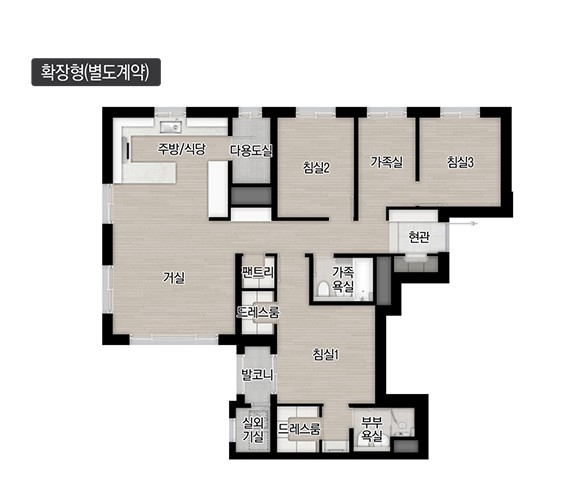 확장형(별도계약)
주방/식당
다용도실
침실2
가족실
침실3
현관
거실
팬트리
가족
욕실
드레스룸
침실1
발코니
실외
기실
드레스룸
부부
욕실